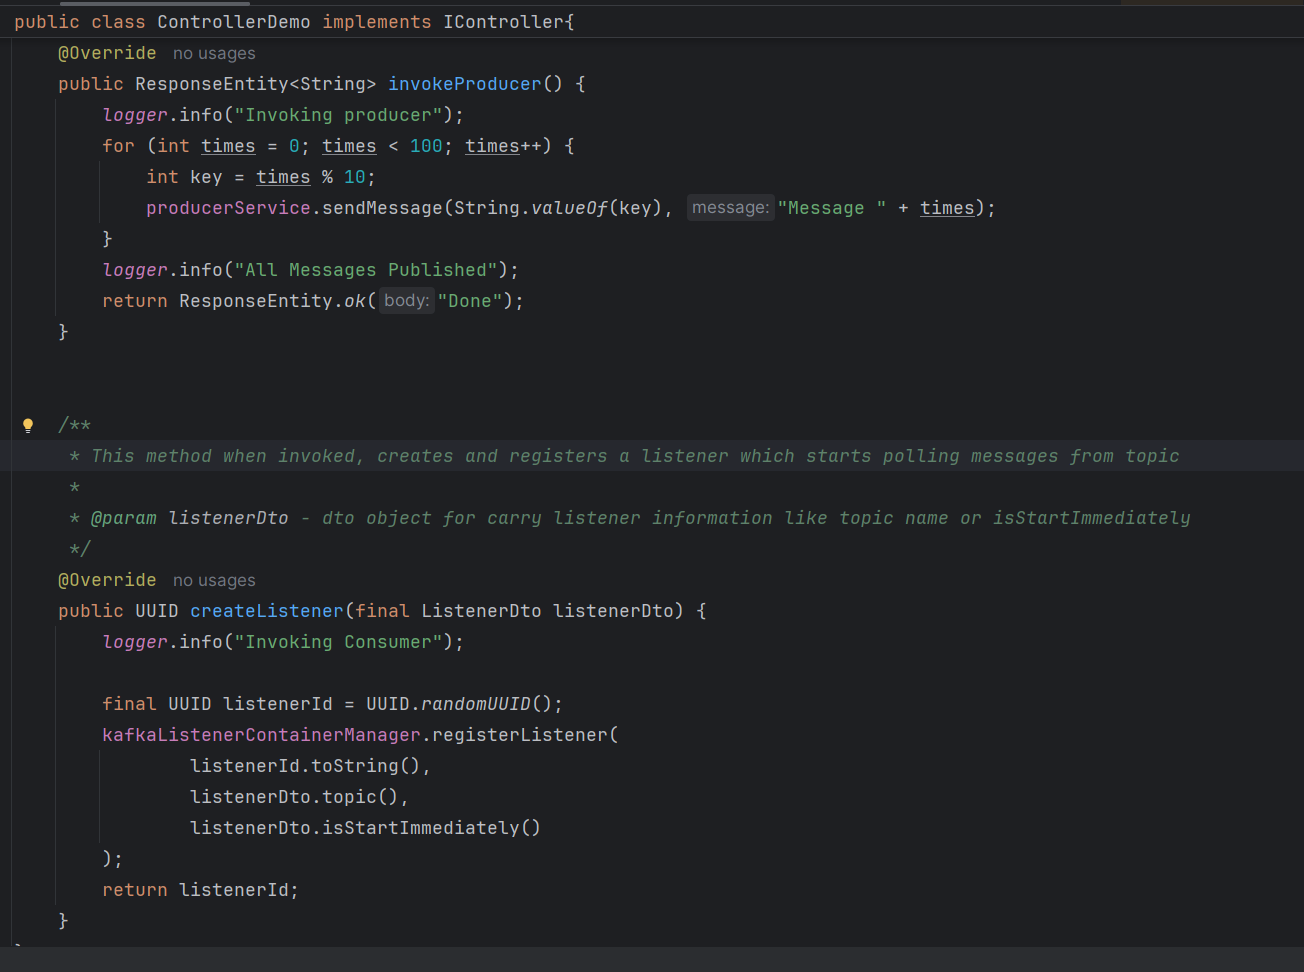 public class ControllerDemo implements IController{
@Override no usages
public ResponseEntity<String> invokeProducer() {
logger.info("Invoking producer");
for (int times = 0; times < 100; times++) {
int key = times % 10;
producerService.sendMessage(String.valueOf(key), message: "Message " + times);
}
logger.info("All Messages Published");
return ResponseEntity.ok( body: "Done");
}
/**
* This method when invoked, creates and registers a listener which starts polling messages from topic
*
* @param listenerDto - dto object for carry listener information like topic name or isStartImmediately
*/
@Override no usages
public UUID createListener(final ListenerDto listenerDto) {
logger.info("Invoking Consumer");
final UUID listenerId = UUID.randomUUID();
kafkaListenerContainerManager.registerListener(
listenerId.toString(),
listenerDto.topic(),
listenerDto.isStartImmediately()
);
return listenerId;
}